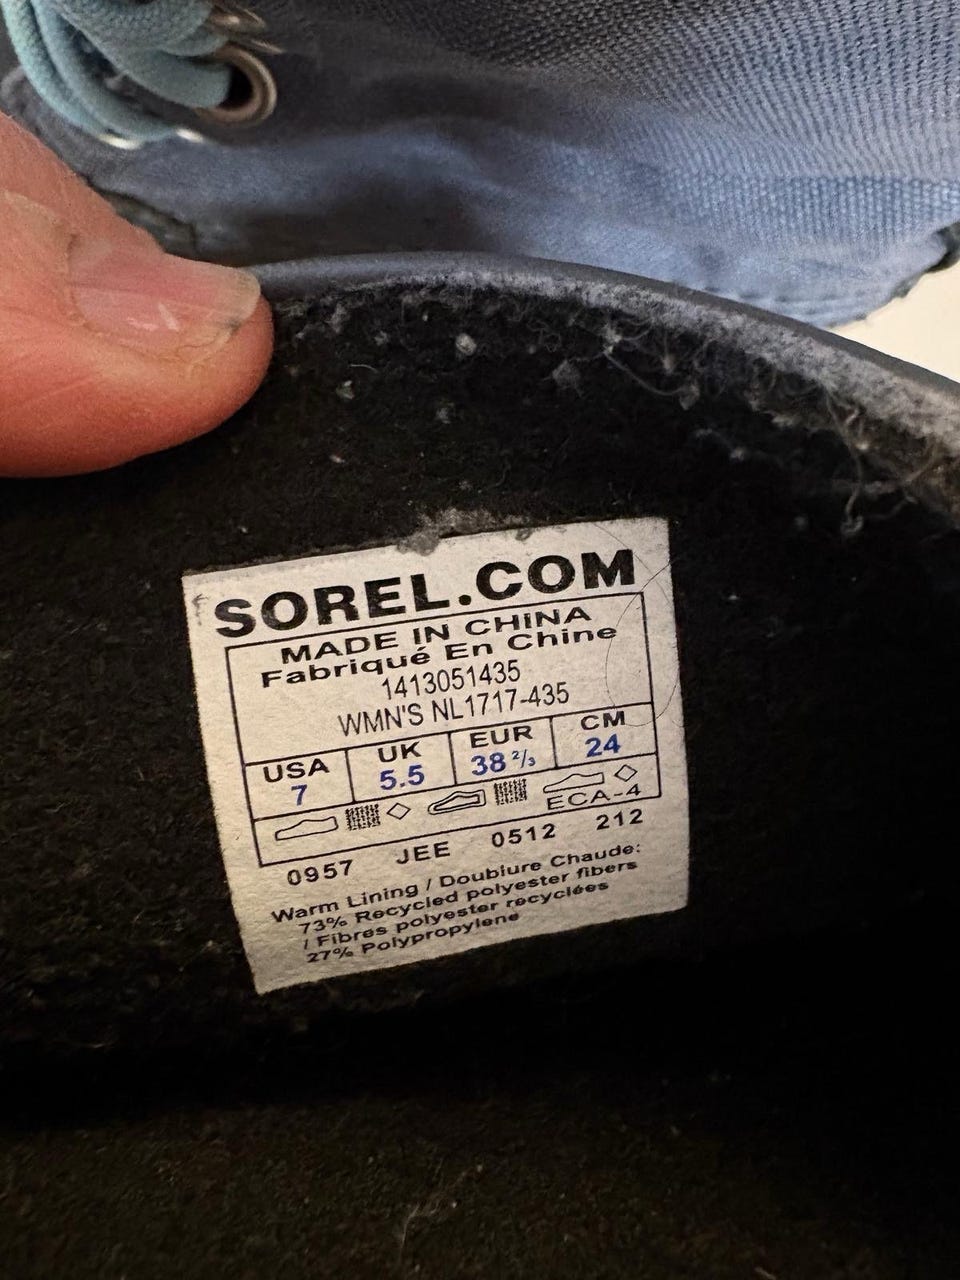 SOREL.COM
MADE IN CHINA
Fabriqué En Chine
1413051435
WMN'S NL1717-435
USA UK EUR CM
7 5.5 38 ⅔ 24
ECA-4
0957 JEE 0512 212
Warm Lining / Doublure Chaude:
73% Recycled polyester fibers
/ Fibres polyester recyclées
27% Polypropylene